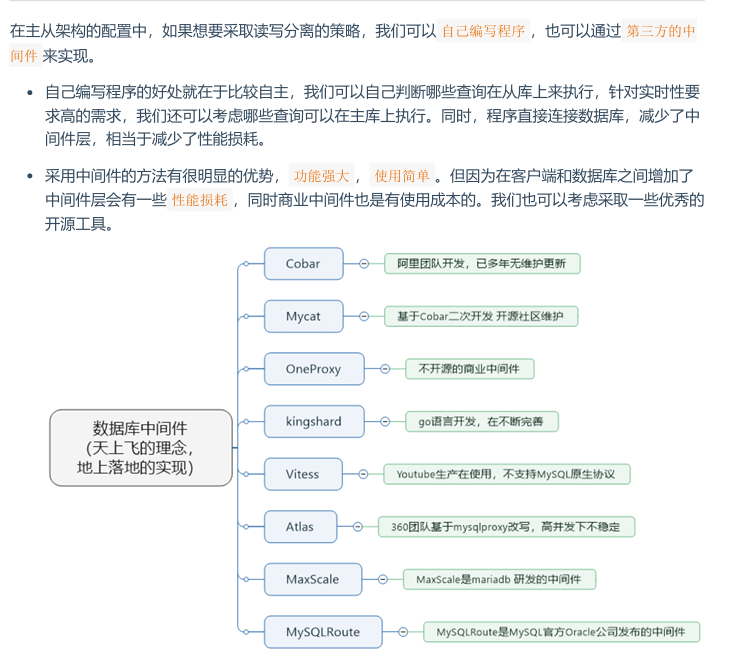 在主从架构的配置中，如果想要采取读写分离的策略，我们可以 自己编写程序 ，也可以通过 第三方的中
间件 来实现。
自己编写程序的好处就在于比较自主，我们可以自己判断哪些查询在从库上来执行，针对实时性要
求高的需求，我们还可以考虑哪些查询可以在主库上执行。同时，程序直接连接数据库，减少了中
间件层，相当于减少了性能损耗。
采用中间件的方法有很明显的优势， 功能强大 ， 使用简单 。但因为在客户端和数据库之间增加了
中间件层会有一些 性能损耗 ，同时商业中间件也是有使用成本的。我们也可以考虑采取一些优秀的
开源工具。
数据库中间件
（天上飞的理念，
地上落地的实现）
Cobar
阿里团队开发，已多年无维护更新
Mycat
基于Cobar二次开发 开源社区维护
OneProxy
不开源的商业中间件
kingshard
go语言开发，在不断完善
Vitess
Youtube生产在使用，不支持MySQL原生协议
Atlas
360团队基于mysqlproxy改写，高并发下不稳定
MaxScale
MaxScale是mariadb 研发的中间件
MySQLRoute
MySQLRoute是MySQL官方Oracle公司发布的中间件